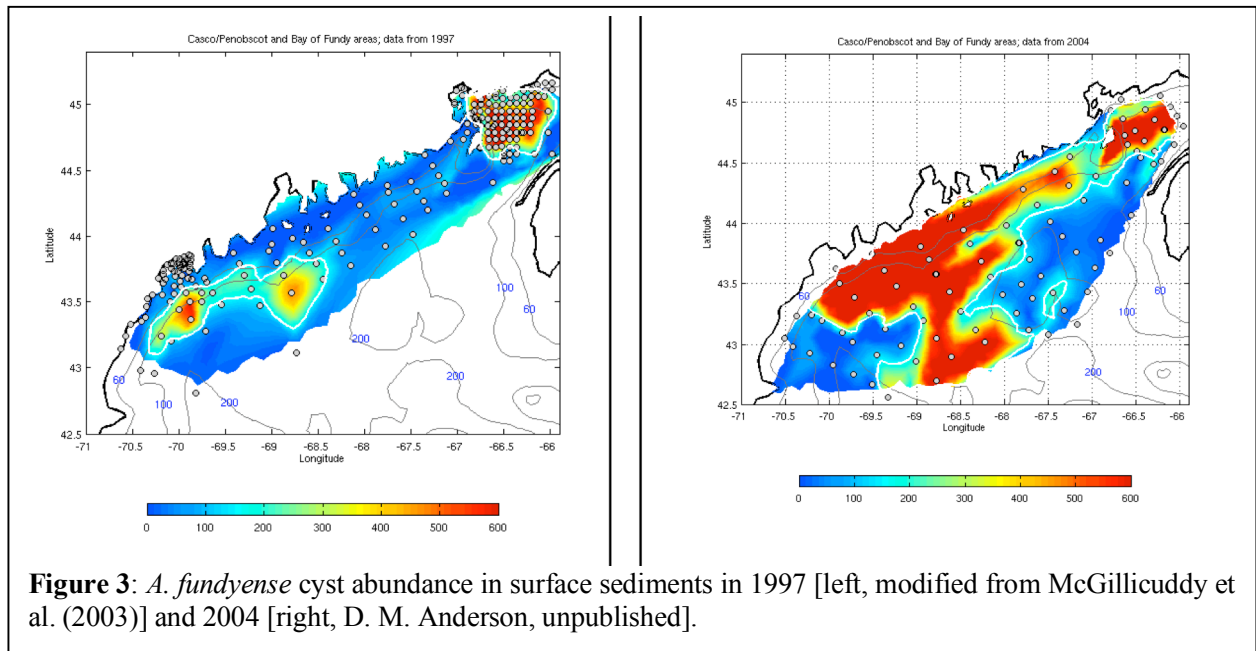 Casco/Penobscot and Bay of Fundy areas; data from 1997
45
44.5
44
43.5
43
42.5
Latitude
60
100
200
200
200
100
60
-71 -70.5 -70 -69.5 -69 -68.5 -68 -67.5 -67 -66.5 -66
Longitude
0 100 200 300 400 500 600
Casco/Penobscot and Bay of Fundy areas; data from 2004
45
44.5
44
43.5
43
42.5
Latitude
60
100
200
200
200
100
60
-71 -70.5 -70 -69.5 -69 -68.5 -68 -67.5 -67 -66.5 -66
Longitude
0 100 200 300 400 500 600
Figure 3: A. fundyense cyst abundance in surface sediments in 1997 [left, modified from McGillicuddy et
al. (2003)] and 2004 [right, D. M. Anderson, unpublished].